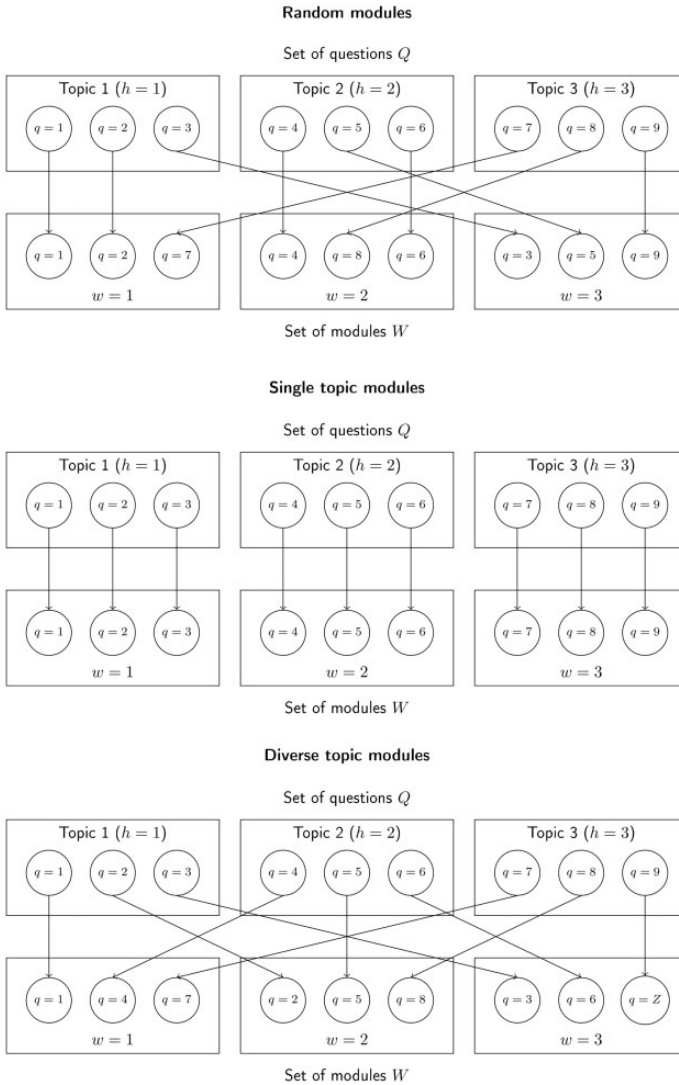 Random modules
Set of questions Q
Topic 1 (h = 1) Topic 2 (h = 2) Topic 3 (h = 3)
q = 1 q = 2 q = 3 q = 4 q = 5 q = 6 q = 7 q = 8 q = 9
q = 1 q = 2 q = 7 q = 4 q = 8 q = 6 q = 3 q = 5 q = 9
w = 1 w = 2 w = 3
Set of modules W
Single topic modules
Set of questions Q
Topic 1 (h = 1) Topic 2 (h = 2) Topic 3 (h = 3)
q = 1 q = 2 q = 3 q = 4 q = 5 q = 6 q = 7 q = 8 q = 9
q = 1 q = 2 q = 3 q = 4 q = 5 q = 6 q = 7 q = 8 q = 9
w = 1 w = 2 w = 3
Set of modules W
Diverse topic modules
Set of questions Q
Topic 1 (h = 1) Topic 2 (h = 2) Topic 3 (h = 3)
q = 1 q = 2 q = 3 q = 4 q = 5 q = 6 q = 7 q = 8 q = 9
q = 1 q = 4 q = 7 q = 2 q = 5 q = 8 q = 3 q = 6 q = Z
w = 1 w = 2 w = 3
Set of modules W